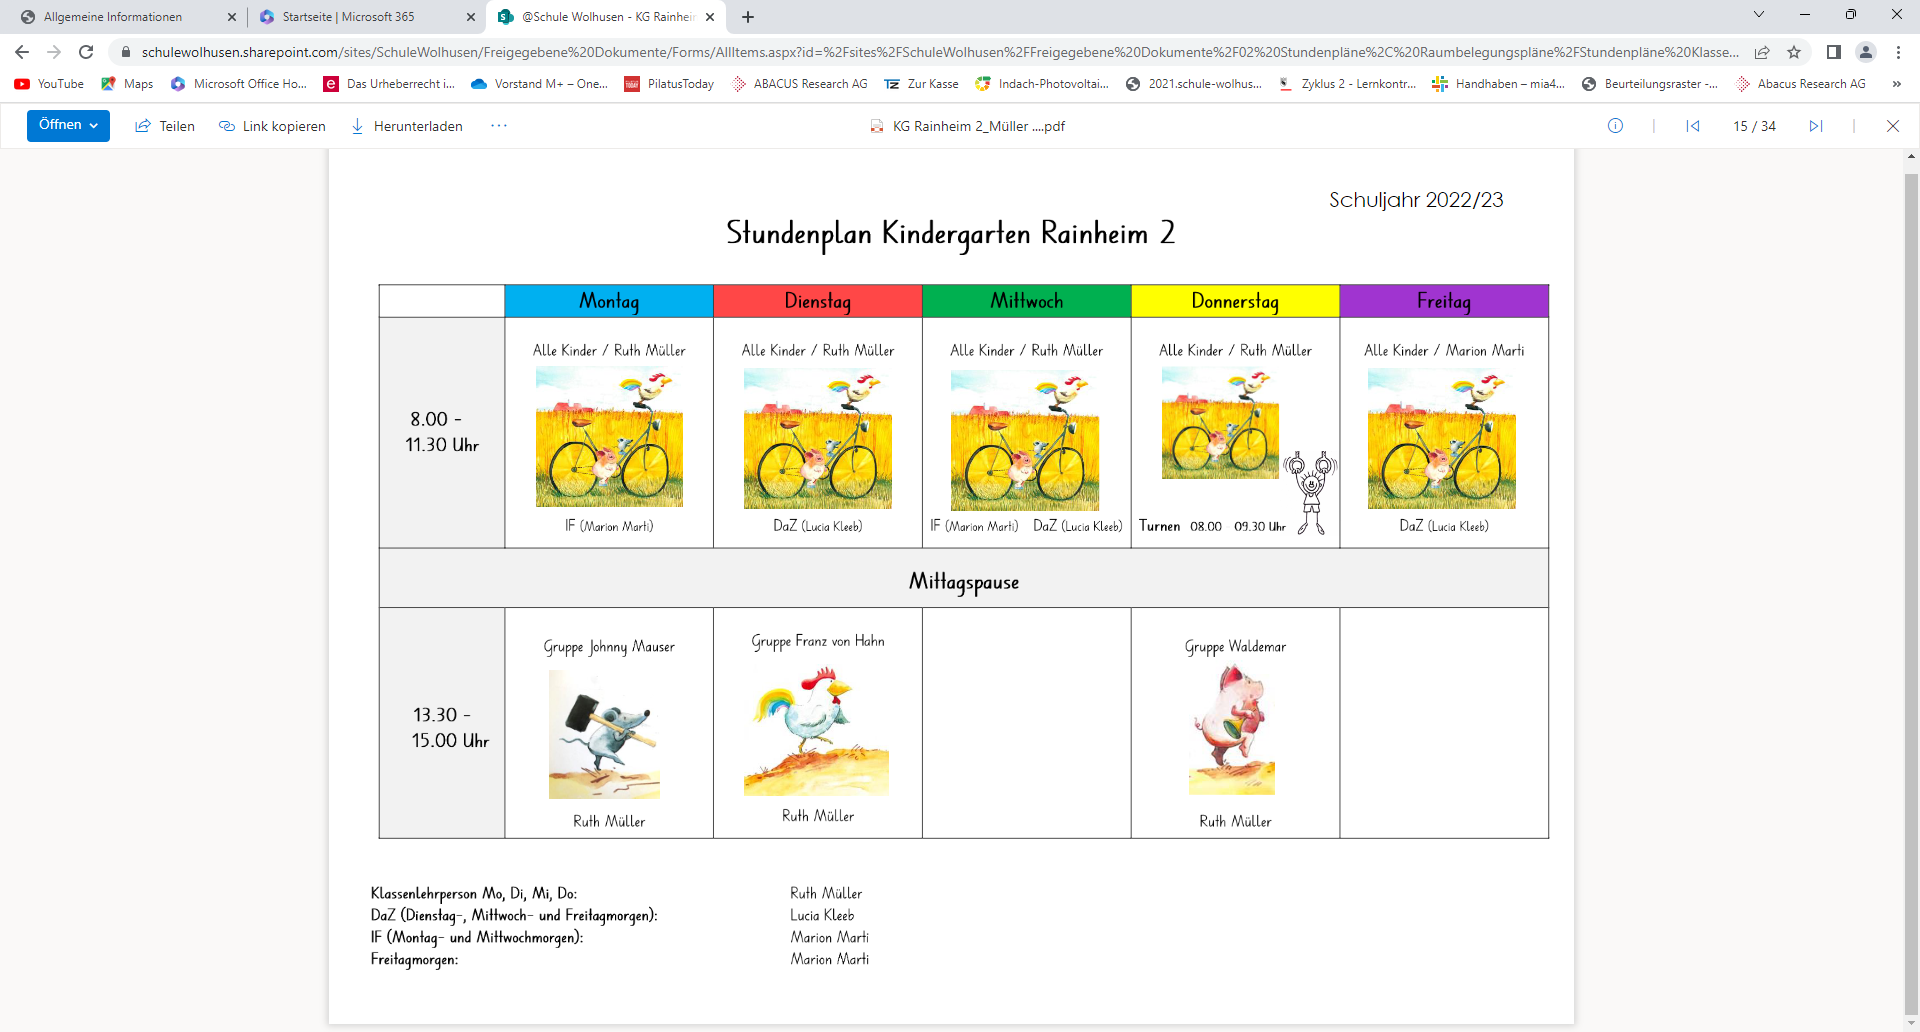 Allgemeine Informationen
Startseite | Microsoft 365
@Schule Wolhusen - KG Rainhei
schulewolhusen.sharepoint.com/sites/SchuleWolhusen/Freigegebene%20Dokumente/Forms/AllItems.aspx?id=%2Fsites%2FSchuleWolhusen%2FFreigegebene%20Dokumente%2F02%20Stundenpläne%2C%20Raumbelegungspläne%2FStundenpläne%20Klasse...
YouTube Maps Microsoft Office Ho... Das Urheberrecht i... Vorstand M+ – One... PilatusToday ABACUS Research AG Zur Kasse Indach-Photovoltai... 2021.schule-wolhus... Zyklus 2 - Lernkontr... Handhaben – mia4... Beurteilungsraster -... Abacus Research AG »
Öffnen Teilen Link kopieren Herunterladen ... KG Rainheim 2_Müller ....pdf 15 / 34
Schuljahr 2022/23
Stundenplan Kindergarten Rainheim 2
Montag Dienstag Mittwoch Donnerstag Freitag
Alle Kinder / Ruth Müller Alle Kinder / Ruth Müller Alle Kinder / Ruth Müller Alle Kinder / Ruth Müller Alle Kinder / Marion Marti
8.00 -
11.30 Uhr
IF (Marion Marti) DaZ (Lucia Kleeb) IF (Marion Marti) DaZ (Lucia Kleeb) Turnen 08.00 09.30 Uhr DaZ (Lucia Kleeb)
Mittagspause
Gruppe Johnny Mauser Gruppe Franz von Hahn Gruppe Waldemar
13.30 -
15.00 Uhr
Ruth Müller Ruth Müller Ruth Müller
Klassenlehrperson Mo, Di, Mi, Do: Ruth Müller
DaZ (Dienstag-, Mittwoch- und Freitagmorgen): Lucia Kleeb
IF (Montag- und Mittwochmorgen): Marion Marti
Freitagmorgen: Marion Marti